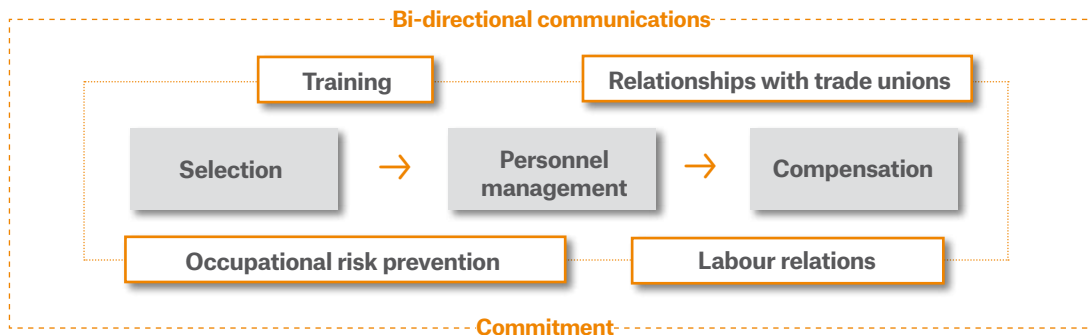 Bi-directional communications
Training
Relationships with trade unions
Selection
Personnel
management
Compensation
Occupational risk prevention
Labour relations
Commitment